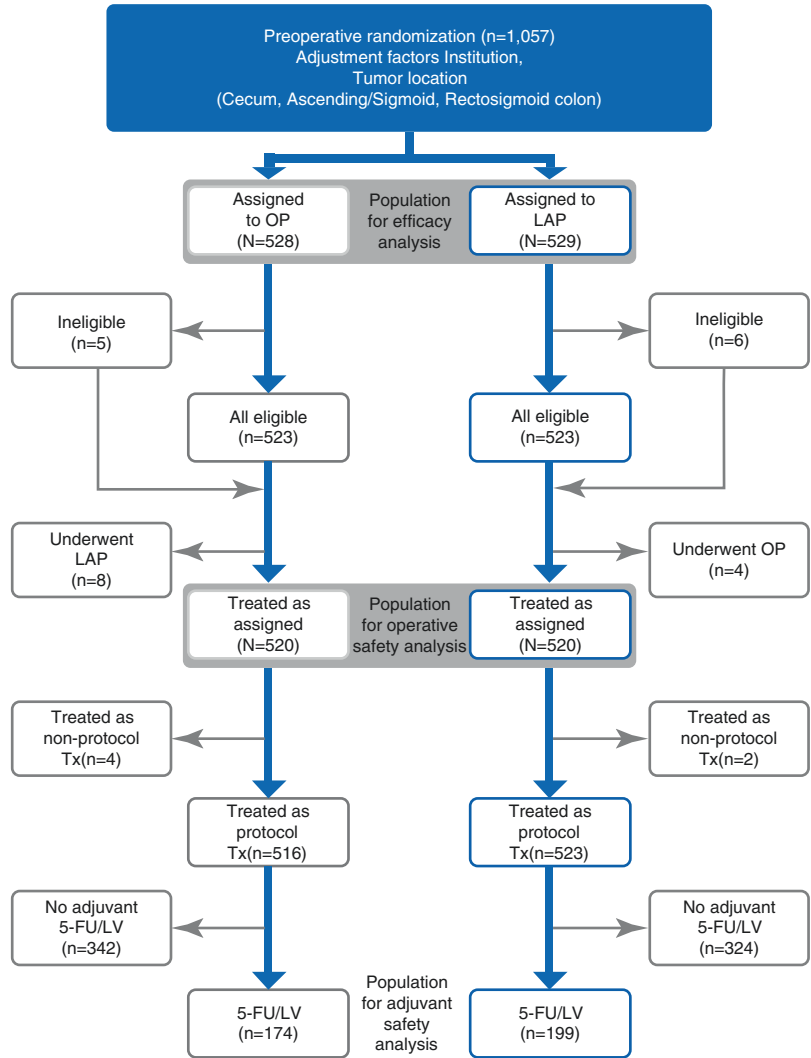 Preoperative randomization (n=1,057)
Adjustment factors Institution,
Tumor location
(Cecum, Ascending/Sigmoid, Rectosigmoid colon)
Assigned
to OP
(N=528)
Population
for efficacy
analysis
Assigned to
LAP
(N=529)
Ineligible
(n=5)
Ineligible
(n=6)
All eligible
(n=523)
All eligible
(n=523)
Underwent
LAP
(n=8)
Underwent OP
(n=4)
Treated as
assigned
(N=520)
Population
for operative
safety analysis
Treated as
assigned
(N=520)
Treated as
non-protocol
Tx(n=4)
Treated as
non-protocol
Tx(n=2)
Treated as
protocol
Tx(n=516)
Treated as
protocol
Tx(n=523)
No adjuvant
5-FU/LV
(n=342)
No adjuvant
5-FU/LV
(n=324)
5-FU/LV
(n=174)
Population
for adjuvant
safety
analysis
5-FU/LV
(n=199)